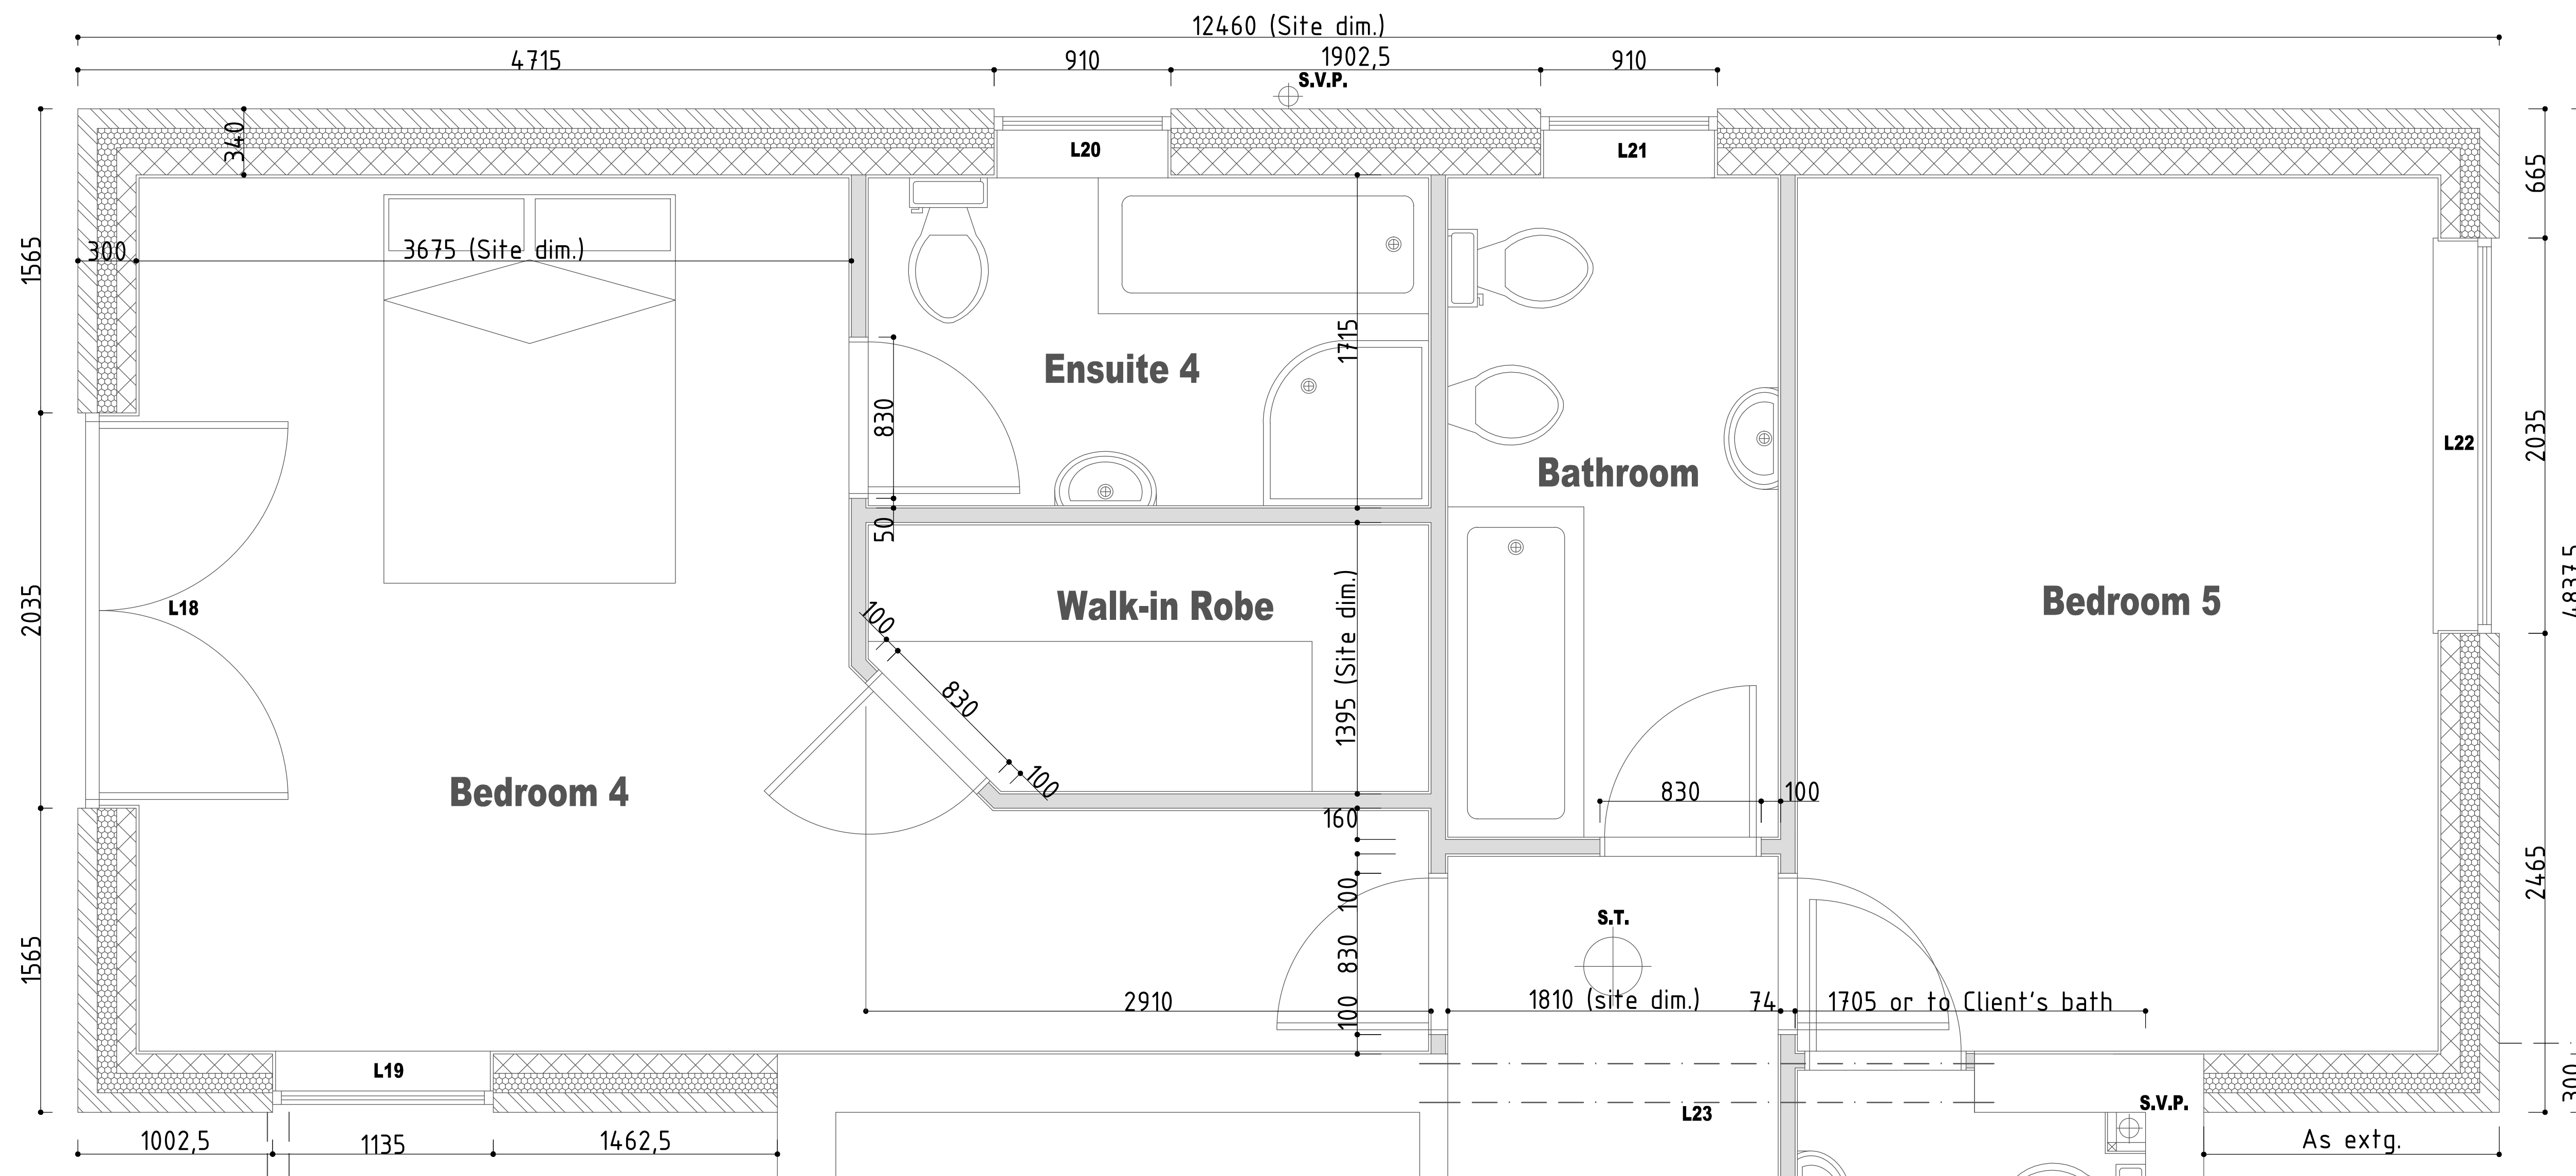 12460 (Site dim.)
4715
910
1902,5
910
S.V.P.
340
L20
L21
665
1565
300
3675 (Site dim.)
1715
Ensuite 4
830
Bathroom
L22
2035
50
4837,5
Walk-in Robe
Bedroom 5
100
L18
2035
1395 (Site dim.)
830
100
Bedroom 4
830
100
160
2465
100
S.T.
1565
830
2910
100
1810 (site dim.)
74
1705 or to Client's bath
L19
300
L23
S.V.P.
1002,5
1135
1462,5
As extg.